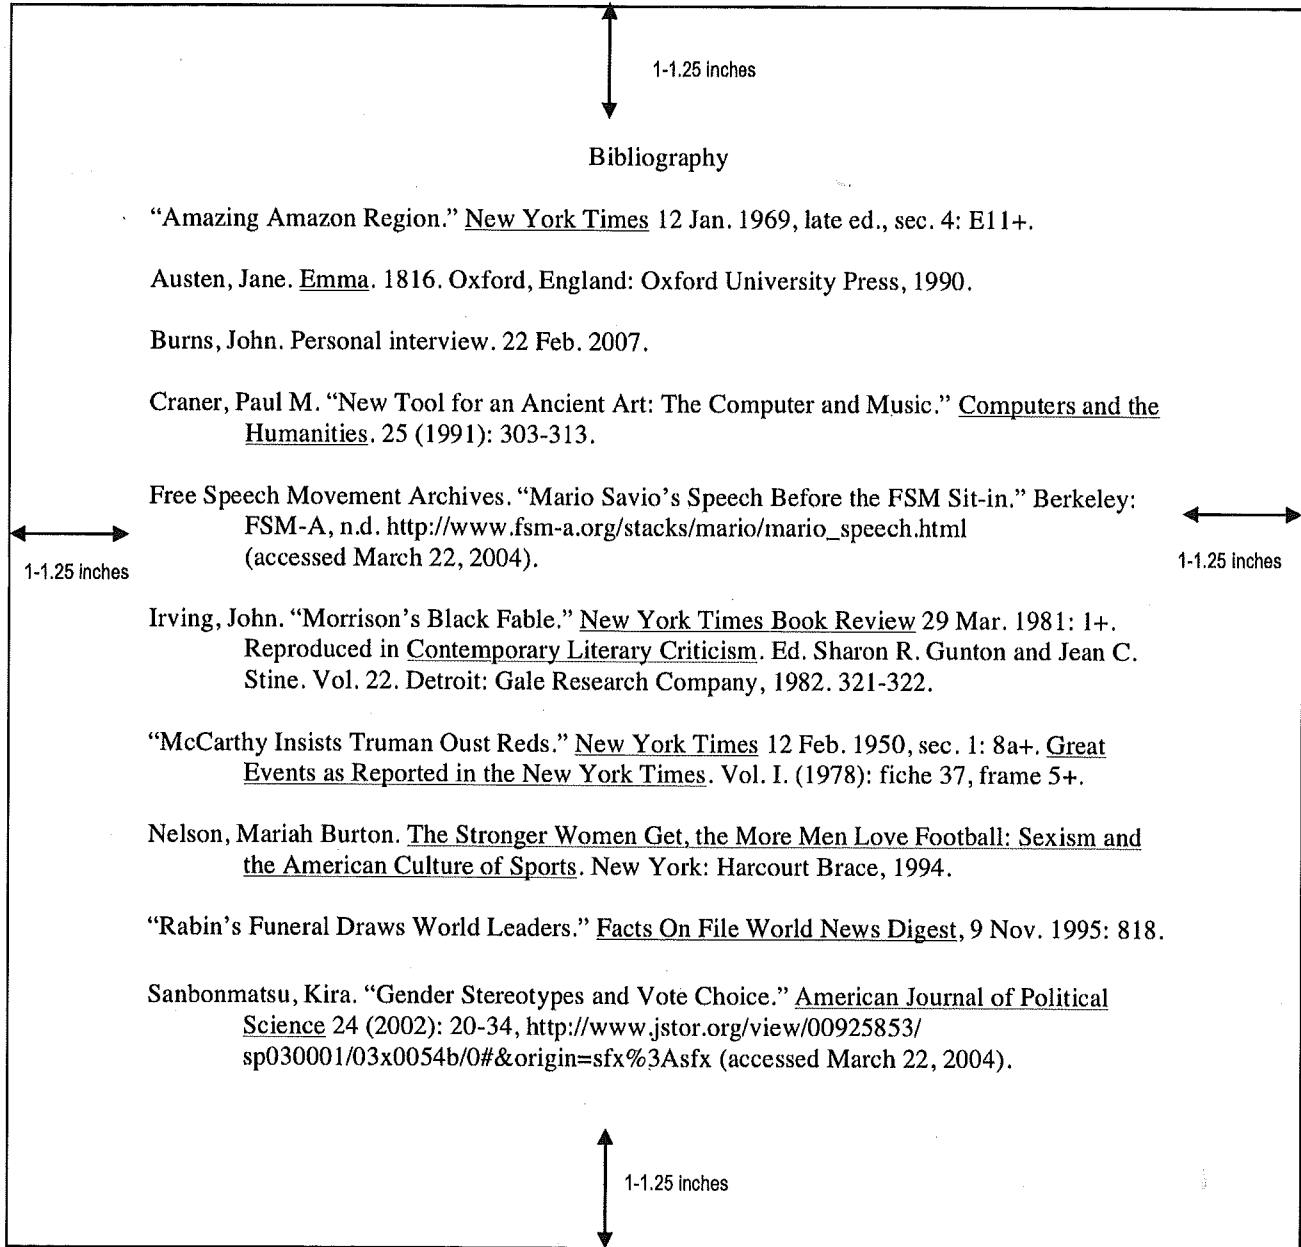 1-1.25 inches
Bibliography
“Amazing Amazon Region.” New York Times 12 Jan. 1969, late ed., sec. 4: E11+.
Austen, Jane. Emma. 1816. Oxford, England: Oxford University Press, 1990.
Burns, John. Personal interview. 22 Feb. 2007.
Craner, Paul M. “New Tool for an Ancient Art: The Computer and Music.” Computers and the
Humanities. 25 (1991): 303-313.
Free Speech Movement Archives. “Mario Savio’s Speech Before the FSM Sit-in.” Berkeley:
FSM-A, n.d. http://www.fsm-a.org/stacks/mario/mario_speech.html
(accessed March 22, 2004).
1-1.25 inches
1-1.25 inches
Irving, John. “Morrison’s Black Fable.” New York Times Book Review 29 Mar. 1981: 1+.
Reproduced in Contemporary Literary Criticism. Ed. Sharon R. Gunton and Jean C.
Stine. Vol. 22. Detroit: Gale Research Company, 1982. 321-322.
“McCarthy Insists Truman Oust Reds.” New York Times 12 Feb. 1950, sec. 1: 8a+. Great
Events as Reported in the New York Times. Vol. I. (1978): fiche 37, frame 5+.
Nelson, Mariah Burton. The Stronger Women Get, the More Men Love Football: Sexism and
the American Culture of Sports. New York: Harcourt Brace, 1994.
“Rabin’s Funeral Draws World Leaders.” Facts On File World News Digest, 9 Nov. 1995: 818.
Sanbonmatsu, Kira. “Gender Stereotypes and Vote Choice.” American Journal of Political
Science 24 (2002): 20-34, http://www.jstor.org/view/00925853/
sp030001/03x0054b/0#&origin=sfx%3Asfx (accessed March 22, 2004).
1-1.25 inches